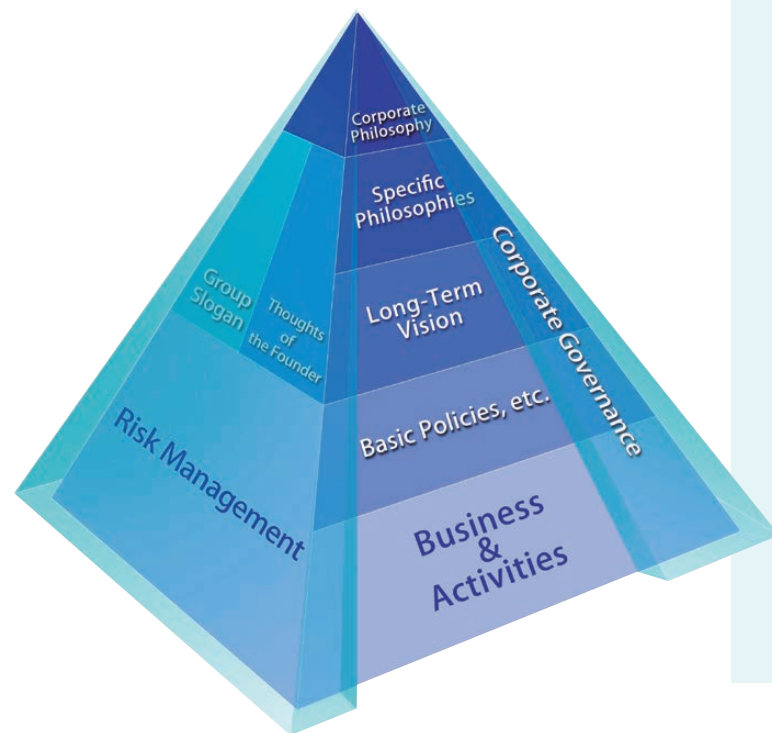 Corporate
Philosophy
Specific
Philosophies
Corporate Governance
Group
Slogan
Thoughts
of
the Founder
Long-Term
Vision
Basic Policies, etc.
Risk Management
Business
&
Activities